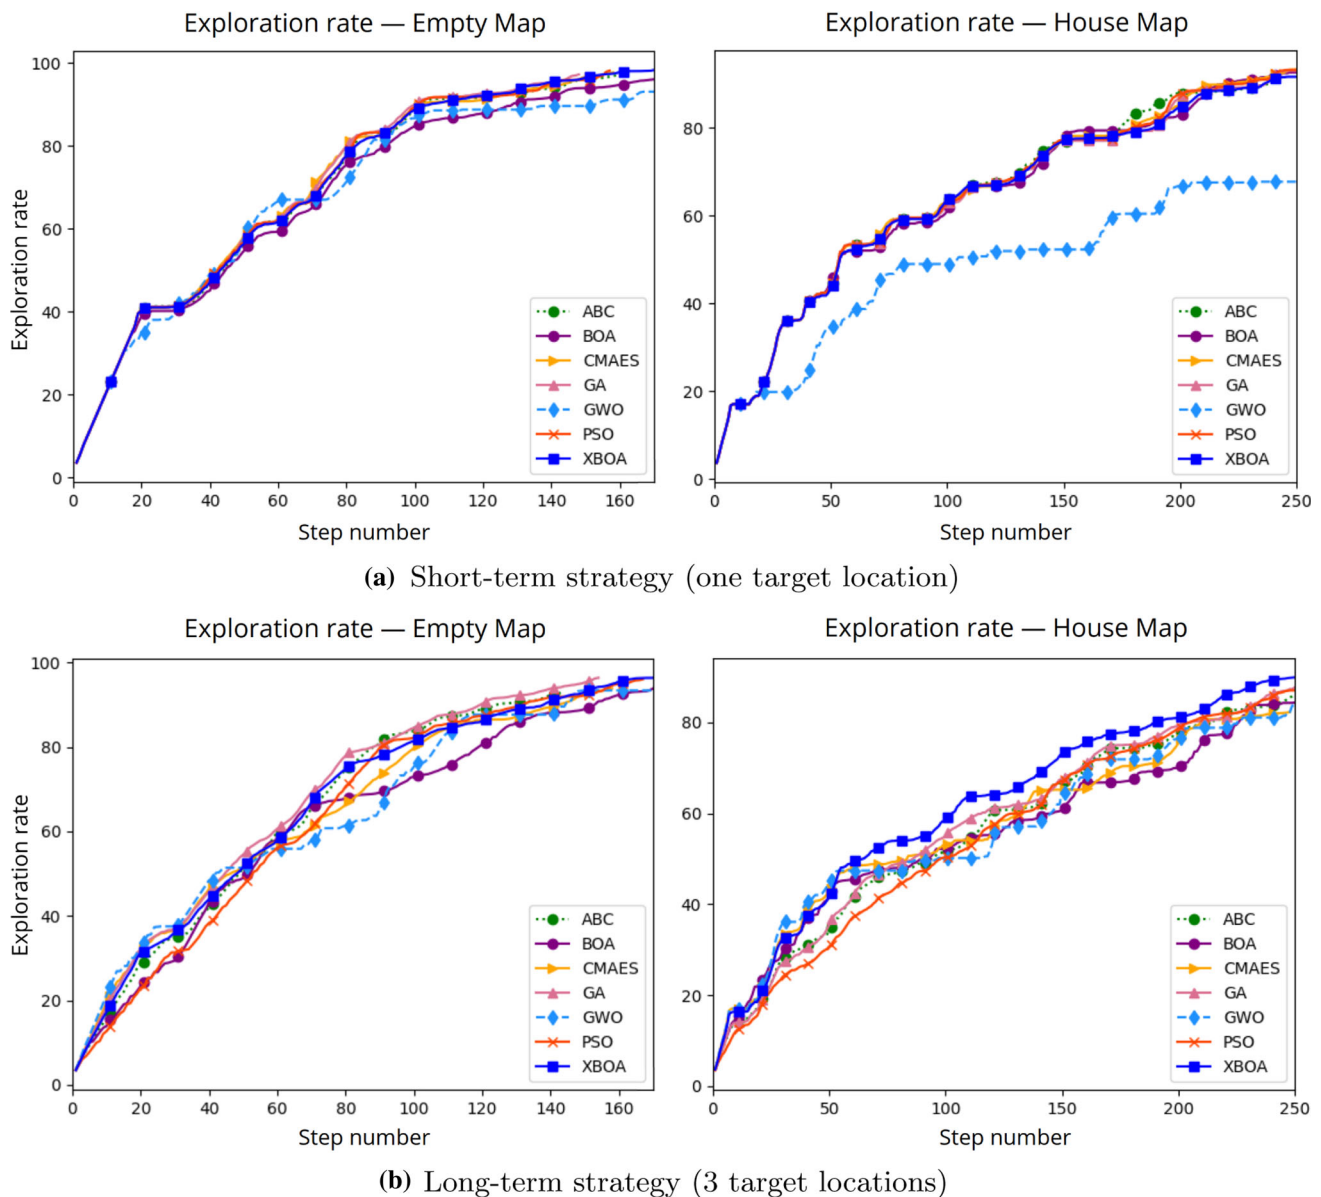 Exploration rate — Empty Map
Exploration rate — House Map
Exploration rate
100
80
60
40
20
0
ABC
BOA
CMAES
GA
GWO
PSO
XBOA
0 20 40 60 80 100 120 140 160
Step number
80
60
40
20
0
ABC
BOA
CMAES
GA
GWO
PSO
XBOA
0 50 100 150 200 250
Step number
(a) Short-term strategy (one target location)
Exploration rate — Empty Map
Exploration rate — House Map
Exploration rate
100
80
60
40
20
0
ABC
BOA
CMAES
GA
GWO
PSO
XBOA
0 20 40 60 80 100 120 140 160
Step number
80
60
40
20
0
ABC
BOA
CMAES
GA
GWO
PSO
XBOA
0 50 100 150 200 250
Step number
(b) Long-term strategy (3 target locations)